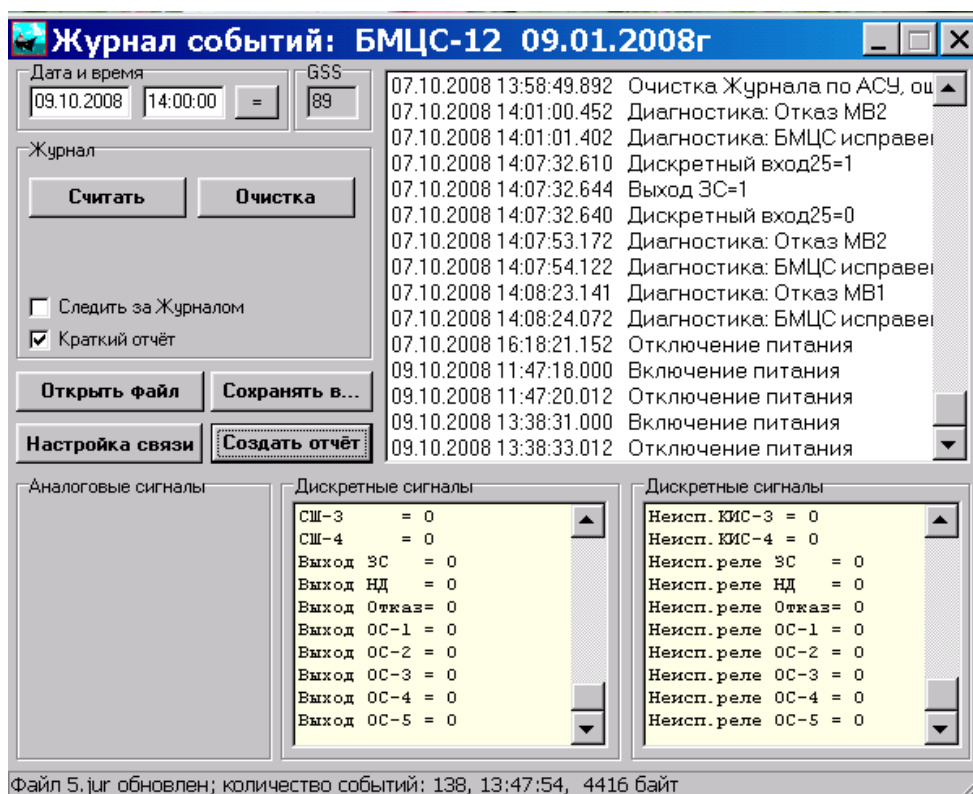 Журнал событий: БМЦС-12 09.01.2008г
Дата и время
09.10.2008 14:00:00 =
GSS
89
Журнал
Считать Очистка
Следить за Журналом
Краткий отчёт
Открыть файл Сохранять в...
Настройка связи Создать отчёт
07.10.2008 13:58:49.892 Очистка Журнала по АСУ, ош
07.10.2008 14:01:00.452 Диагностика: Отказ МВ2
07.10.2008 14:01:01.402 Диагностика: БМЦС исправен
07.10.2008 14:07:32.610 Дискретный вход25=1
07.10.2008 14:07:32.644 Выход ЗС=1
07.10.2008 14:07:32.640 Дискретный вход25=0
07.10.2008 14:07:53.172 Диагностика: Отказ МВ2
07.10.2008 14:07:54.122 Диагностика: БМЦС исправен
07.10.2008 14:08:23.141 Диагностика: Отказ МВ1
07.10.2008 14:08:24.072 Диагностика: БМЦС исправен
07.10.2008 16:18:21.152 Отключение питания
09.10.2008 11:47:18.000 Включение питания
09.10.2008 11:47:20.012 Отключение питания
09.10.2008 13:38:31.000 Включение питания
09.10.2008 13:38:33.012 Отключение питания
Аналоговые сигналы
Дискретные сигналы
СШ-3 = 0
СШ-4 = 0
Выход ЗС = 0
Выход НД = 0
Выход Отказ= 0
Выход ОС-1 = 0
Выход ОС-2 = 0
Выход ОС-3 = 0
Выход ОС-4 = 0
Выход ОС-5 = 0
Дискретные сигналы
Неисп.КИС-3 = 0
Неисп.КИС-4 = 0
Неисп.реле ЗС = 0
Неисп.реле НД = 0
Неисп.реле Отказ= 0
Неисп.реле ОС-1 = 0
Неисп.реле ОС-2 = 0
Неисп.реле ОС-3 = 0
Неисп.реле ОС-4 = 0
Неисп.реле ОС-5 = 0
Файл 5.jur обновлен; количество событий: 138, 13:47:54, 4416 байт